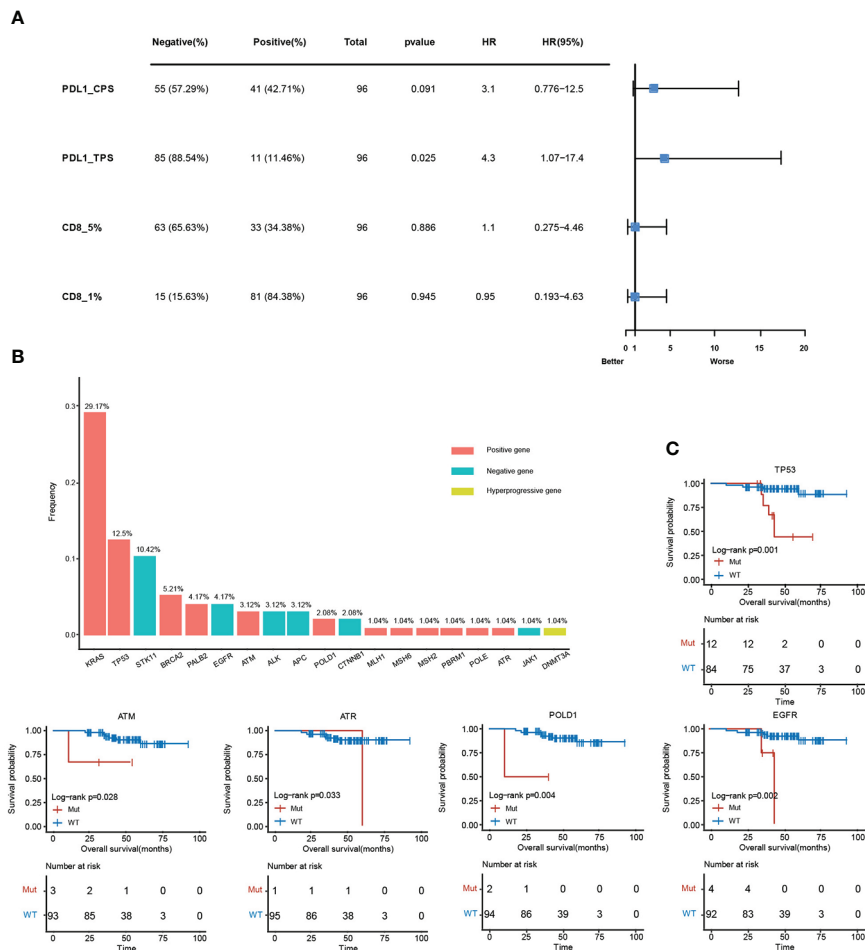 A
Negative(%) Positive(%) Total pvalue HR HR(95%)
PDL1_CPS 55 (57.29%) 41 (42.71%) 96 0.091 3.1 0.776−12.5
PDL1_TPS 85 (88.54%) 11 (11.46%) 96 0.025 4.3 1.07−17.4
CD8_5% 63 (65.63%) 33 (34.38%) 96 0.886 1.1 0.275−4.46
CD8_1% 15 (15.63%) 81 (84.38%) 96 0.945 0.95 0.193−4.63
0 1 5 10 15 20
Better Worse
B
Frequency
0.3
0.2
0.1
0.0
29.17%
12.5%
10.42%
5.21%
4.17%
4.17%
3.12%
3.12%
3.12%
2.08%
2.08%
1.04%
1.04%
1.04%
1.04%
1.04%
1.04%
1.04%
1.04%
KRAS
TP53
STK11
BRCA2
PALB2
EGFR
ATM
ALK
APC
POLD1
CTNNB1
MLH1
MSH6
MSH2
PBRM1
POLE
ATR
JAK1
DNMT3A
Positive gene
Negative gene
Hyperprogressive gene
C
TP53
Survival probability
1.00
0.75
0.50
0.25
0.00
Log−rank p=0.001
Mut
WT
0 25 50 75 100
Overall survival(months)
Number at risk
Mut 12 12 2 0 0
WT 84 75 37 3 0
0 25 50 75 100
Time
ATM
Survival probability
1.00
0.75
0.50
0.25
0.00
Log−rank p=0.028
Mut
WT
0 25 50 75 100
Overall survival(months)
Number at risk
Mut 3 2 1 0 0
WT 93 85 38 3 0
0 25 50 75 100
Time
ATR
Survival probability
1.00
0.75
0.50
0.25
0.00
Log−rank p=0.033
Mut
WT
0 25 50 75 100
Overall survival(months)
Number at risk
Mut 1 1 1 0 0
WT 95 86 38 3 0
0 25 50 75 100
Time
POLD1
Survival probability
1.00
0.75
0.50
0.25
0.00
Log−rank p=0.004
Mut
WT
0 25 50 75 100
Overall survival(months)
Number at risk
Mut 2 1 0 0 0
WT 94 86 39 3 0
0 25 50 75 100
Time
EGFR
Survival probability
1.00
0.75
0.50
0.25
0.00
Log−rank p=0.002
Mut
WT
0 25 50 75 100
Overall survival(months)
Number at risk
Mut 4 4 0 0 0
WT 92 83 39 3 0
0 25 50 75 100
Time